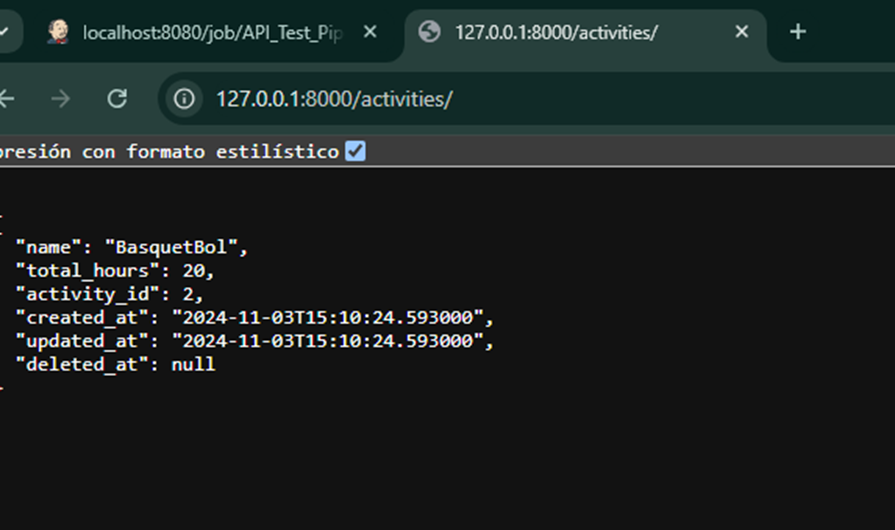 localhost:8080/job/API_Test_Pip
127.0.0.1:8000/activities/
127.0.0.1:8000/activities/
presión con formato estilístico
"name": "BasquetBol",
"total_hours": 20,
"activity_id": 2,
"created_at": "2024-11-03T15:10:24.593000",
"updated_at": "2024-11-03T15:10:24.593000",
"deleted_at": null